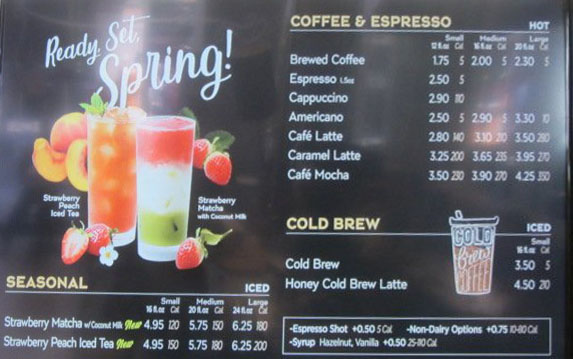 Ready, Set,
Spring!
Strawberry
Peach
Iced Tea
Strawberry
Matcha
with Coconut Milk
SEASONAL ICED
Small Medium Large
16 fl.oz Cal 20 fl.oz Cal 24 fl.oz Cal
Strawberry Matcha w/Coconut Milk New 4.95 120 5.75 150 6.25 180
Strawberry Peach Iced Tea New 4.95 150 5.75 180 6.25 200
COFFEE & ESPRESSO HOT
Small Medium Large
12 fl.oz Cal 16 fl.oz Cal 20 fl.oz Cal
Brewed Coffee 1.75 5 2.00 5 2.30 5
Espresso 1.5oz 2.50 5
Cappuccino 2.90 110
Americano 2.50 5 2.90 5 3.30 10
Café Latte 2.80 140 3.10 210 3.50 280
Caramel Latte 3.25 200 3.65 235 3.95 270
Café Mocha 3.50 230 3.90 270 4.25 350
COLD BREW ICED
COLD
Brew
Small
16 fl.oz Cal
Cold Brew 3.50 5
Honey Cold Brew Latte 4.50 210
-Espresso Shot +0.50 5 Cal -Non-Dairy Options +0.75 10-80 Cal
-Syrup Hazelnut, Vanilla +0.50 25-80 Cal